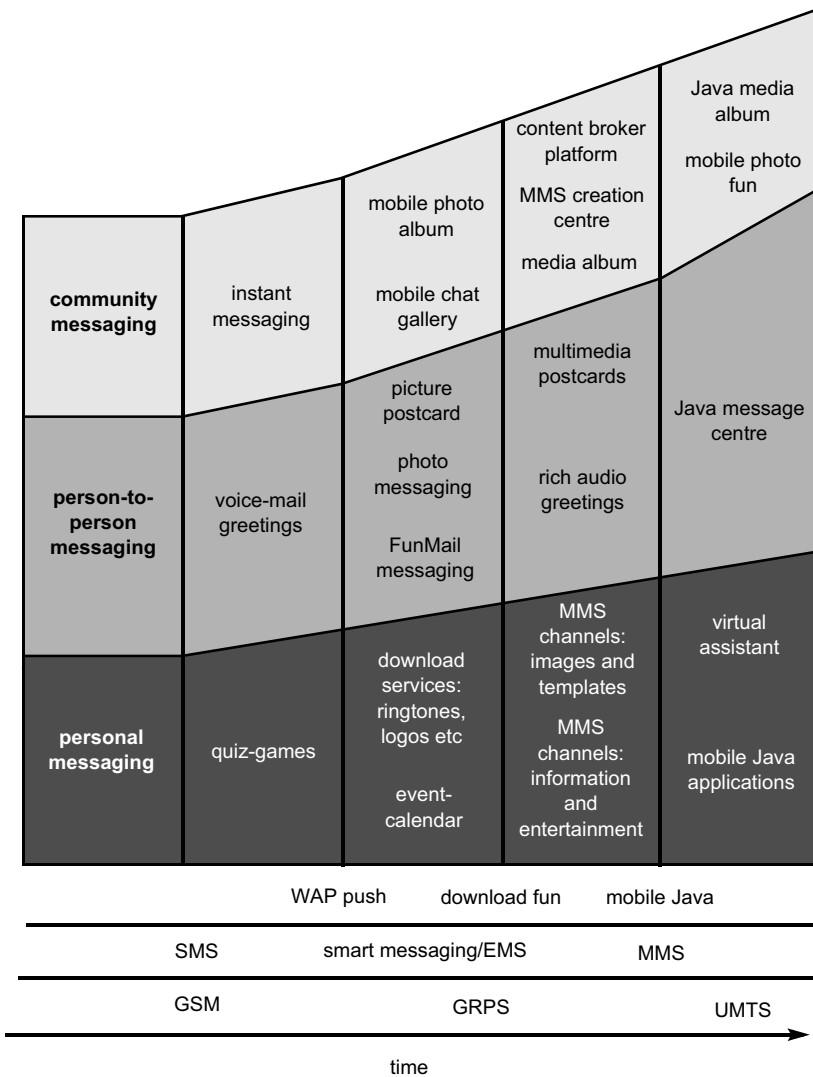 community
messaging
instant
messaging
mobile photo
album
mobile chat
gallery
content broker
platform
MMS creation
centre
media album
Java media
album
mobile photo
fun
person-to-
person
messaging
voice-mail
greetings
picture
postcard
photo
messaging
FunMail
messaging
multimedia
postcards
rich audio
greetings
Java message
centre
personal
messaging
quiz-games
download
services:
ringtones,
logos etc
event-
calendar
MMS
channels:
images and
templates
MMS
channels:
information
and
entertainment
virtual
assistant
mobile Java
applications
WAP push download fun mobile Java
SMS smart messaging/EMS MMS
GSM GRPS UMTS
time